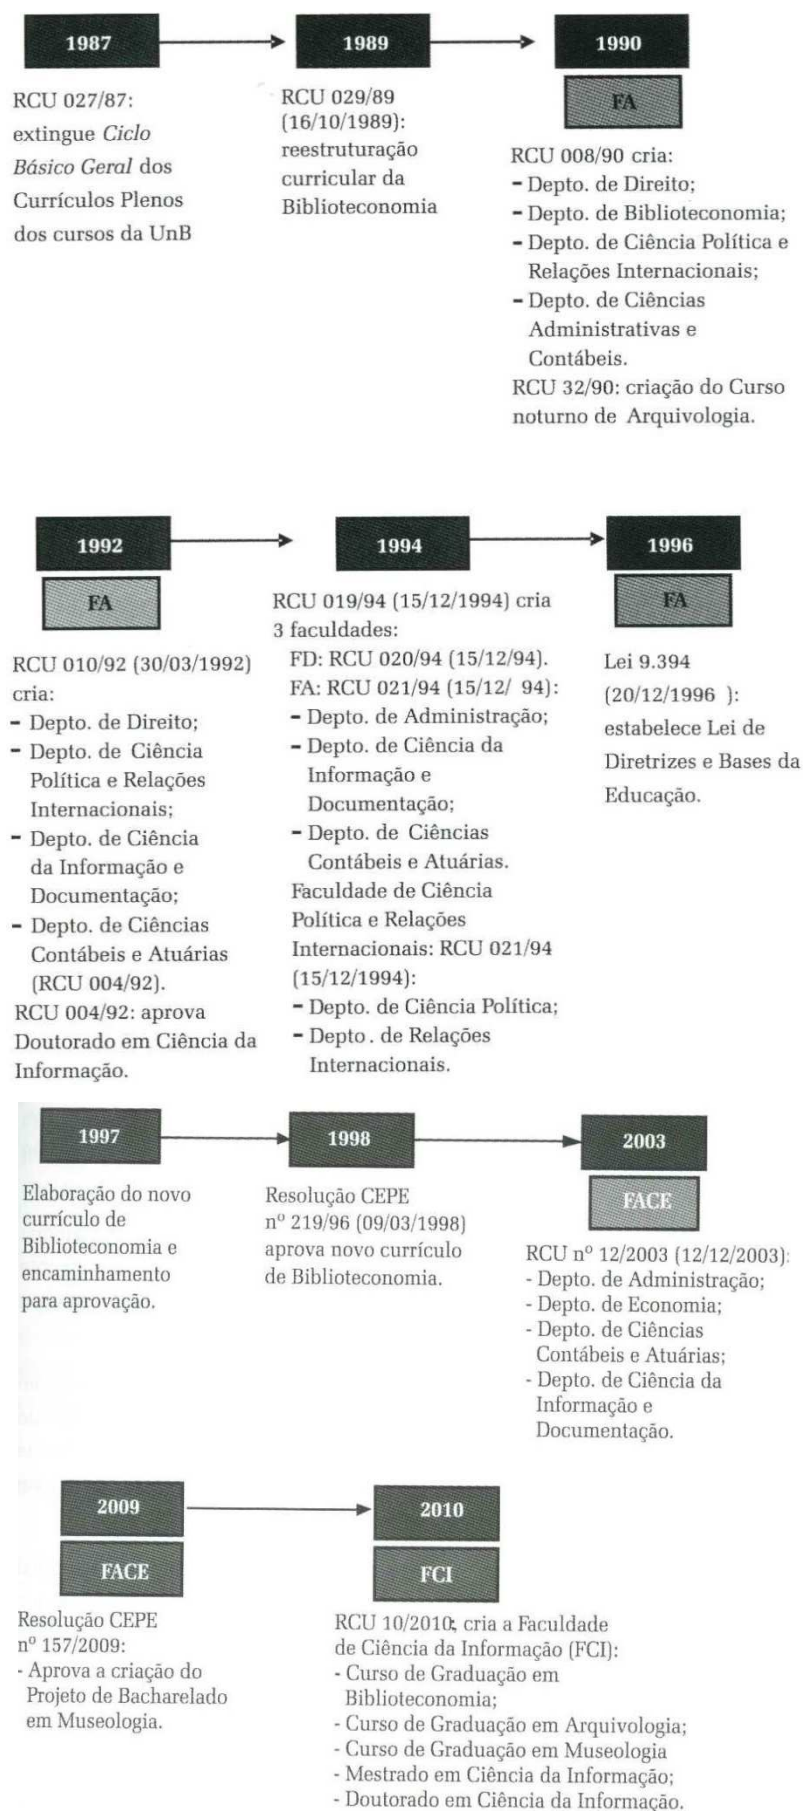 1987
RCU 027/87:
extingue Ciclo
Básico Geral dos
Currículos Plenos
dos cursos da UnB
1989
RCU 029/89
(16/10/1989):
reestruturação
curricular da
Biblioteconomia
1990
FA
RCU 008/90 cria:
- Depto. de Direito;
- Depto. de Biblioteconomia;
- Depto. de Ciência Política e
Relações Internacionais;
- Depto. de Ciências
Administrativas e
Contábeis.
RCU 32/90: criação do Curso
noturno de Arquivologia.
1992
FA
RCU 010/92 (30/03/1992)
cria:
- Depto. de Direito;
- Depto. de Ciência
Política e Relações
Internacionais;
- Depto. de Ciência
da Informação e
Documentação;
- Depto. de Ciências
Contábeis e Atuárias
(RCU 004/92).
RCU 004/92: aprova
Doutorado em Ciência da
Informação.
1994
RCU 019/94 (15/12/1994) cria
3 faculdades:
FD: RCU 020/94 (15/12/94).
FA: RCU 021/94 (15/12/ 94):
- Depto. de Administração;
- Depto. de Ciência da
Informação e
Documentação;
- Depto. de Ciências
Contábeis e Atuárias.
Faculdade de Ciência
Política e Relações
Internacionais: RCU 021/94
(15/12/1994):
- Depto. de Ciência Política;
- Depto. de Relações
Internacionais.
1996
FA
Lei 9.394
(20/12/1996 ):
estabelece Lei de
Diretrizes e Bases da
Educação.
1997
Elaboração do novo
currículo de
Biblioteconomia e
encaminhamento
para aprovação.
1998
Resolução CEPE
nº 219/96 (09/03/1998)
aprova novo currículo
de Biblioteconomia.
2003
FACE
RCU nº 12/2003 (12/12/2003):
- Depto. de Administração;
- Depto. de Economia;
- Depto. de Ciências
Contábeis e Atuárias;
- Depto. de Ciência da
Informação e
Documentação.
2009
FACE
Resolução CEPE
nº 157/2009:
- Aprova a criação do
Projeto de Bacharelado
em Museologia.
2010
FCI
RCU 10/2010; cria a Faculdade
de Ciência da Informação (FCI):
- Curso de Graduação em
Biblioteconomia;
- Curso de Graduação em Arquivologia;
- Curso de Graduação em Museologia
- Mestrado em Ciência da Informação;
- Doutorado em Ciência da Informação.